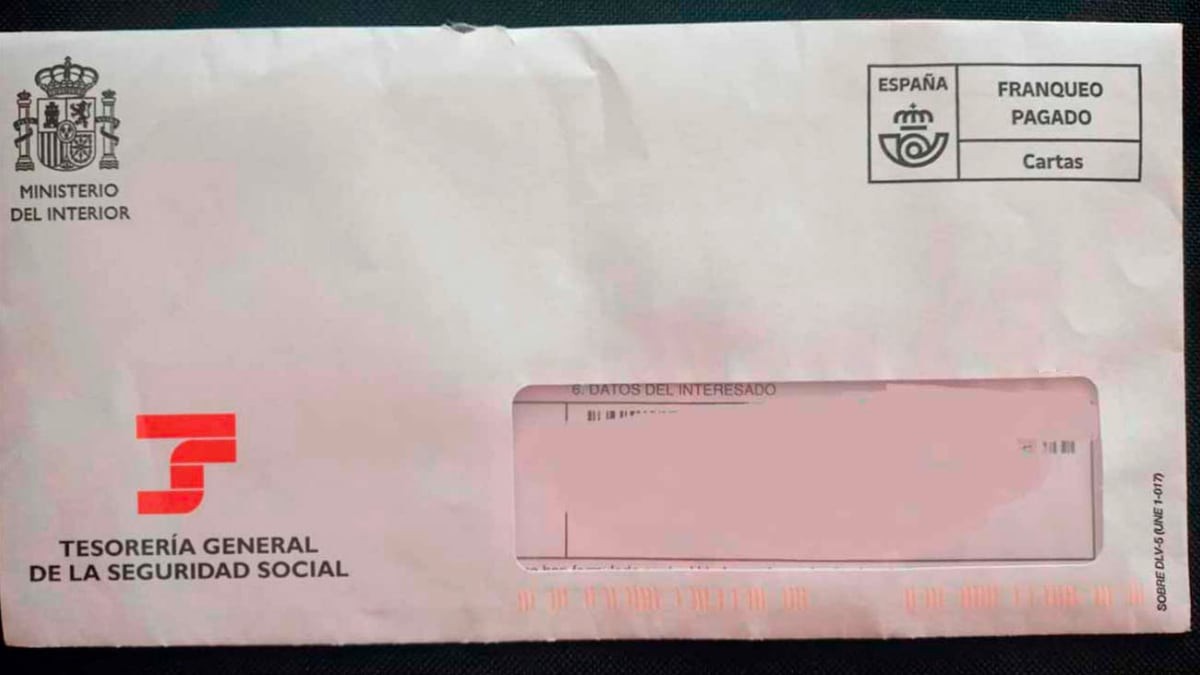 MINISTERIO
DEL INTERIOR
ESPAÑA
FRANQUEO
PAGADO
Cartas
6. DATOS DEL INTERESADO
TESORERÍA GENERAL
DE LA SEGURIDAD SOCIAL
SOBRE DLV-5 (UNE 1-017)